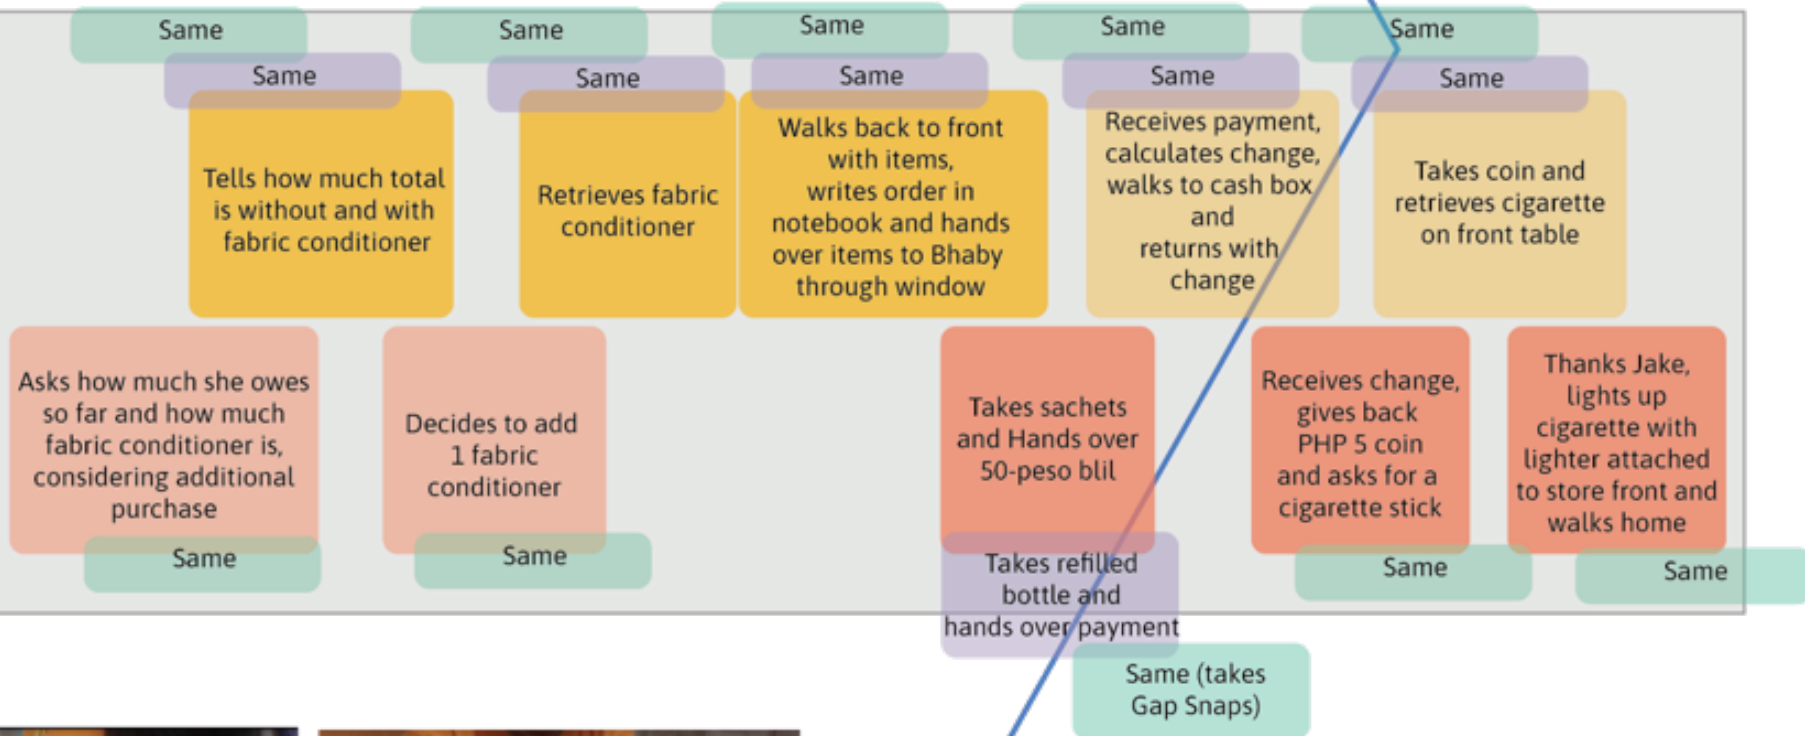 Same
Same
Same
Same
Same
Same
Same
Same
Same
Same
Tells how much total
is without and with
fabric conditioner
Retrieves fabric
conditioner
Walks back to front
with items,
writes order in
notebook and hands
over items to Bhaby
through window
Receives payment,
calculates change,
walks to cash box
and
returns with
change
Takes coin and
retrieves cigarette
on front table
Asks how much she owes
so far and how much
fabric conditioner is,
considering additional
purchase
Same
Decides to add
1 fabric
conditioner
Same
Takes sachets
and Hands over
50-peso blil
Takes refilled
bottle and
hands over payment
Same (takes
Gap Snaps)
Receives change,
gives back
PHP 5 coin
and asks for a
cigarette stick
Same
Thanks Jake,
lights up
cigarette with
lighter attached
to store front and
walks home
Same